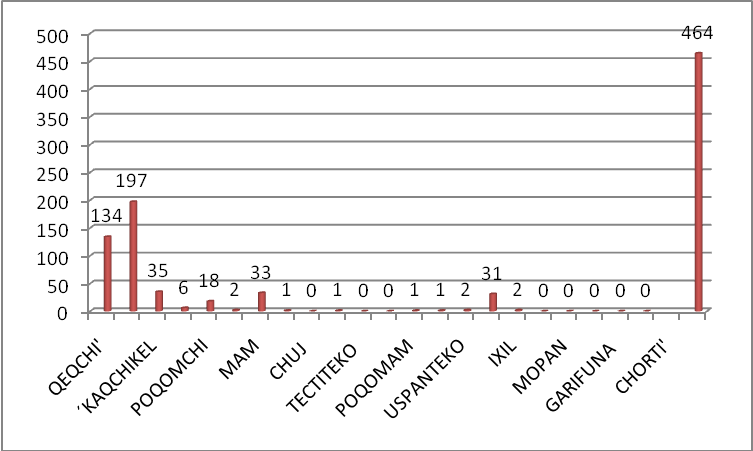 500
450
400
350
300
250
200
150
100
50
0
134
197
35
6
18
2
33
1
0
1
0
0
1
1
2
31
2
0
0
0
0
0
464
QEQCHI'
´KAQCHIKEL
POQOMCHI
MAM
CHUJ
TECTITEKO
POQOMAM
USPANTEKO
IXIL
MOPAN
GARIFUNA
CHORTI'